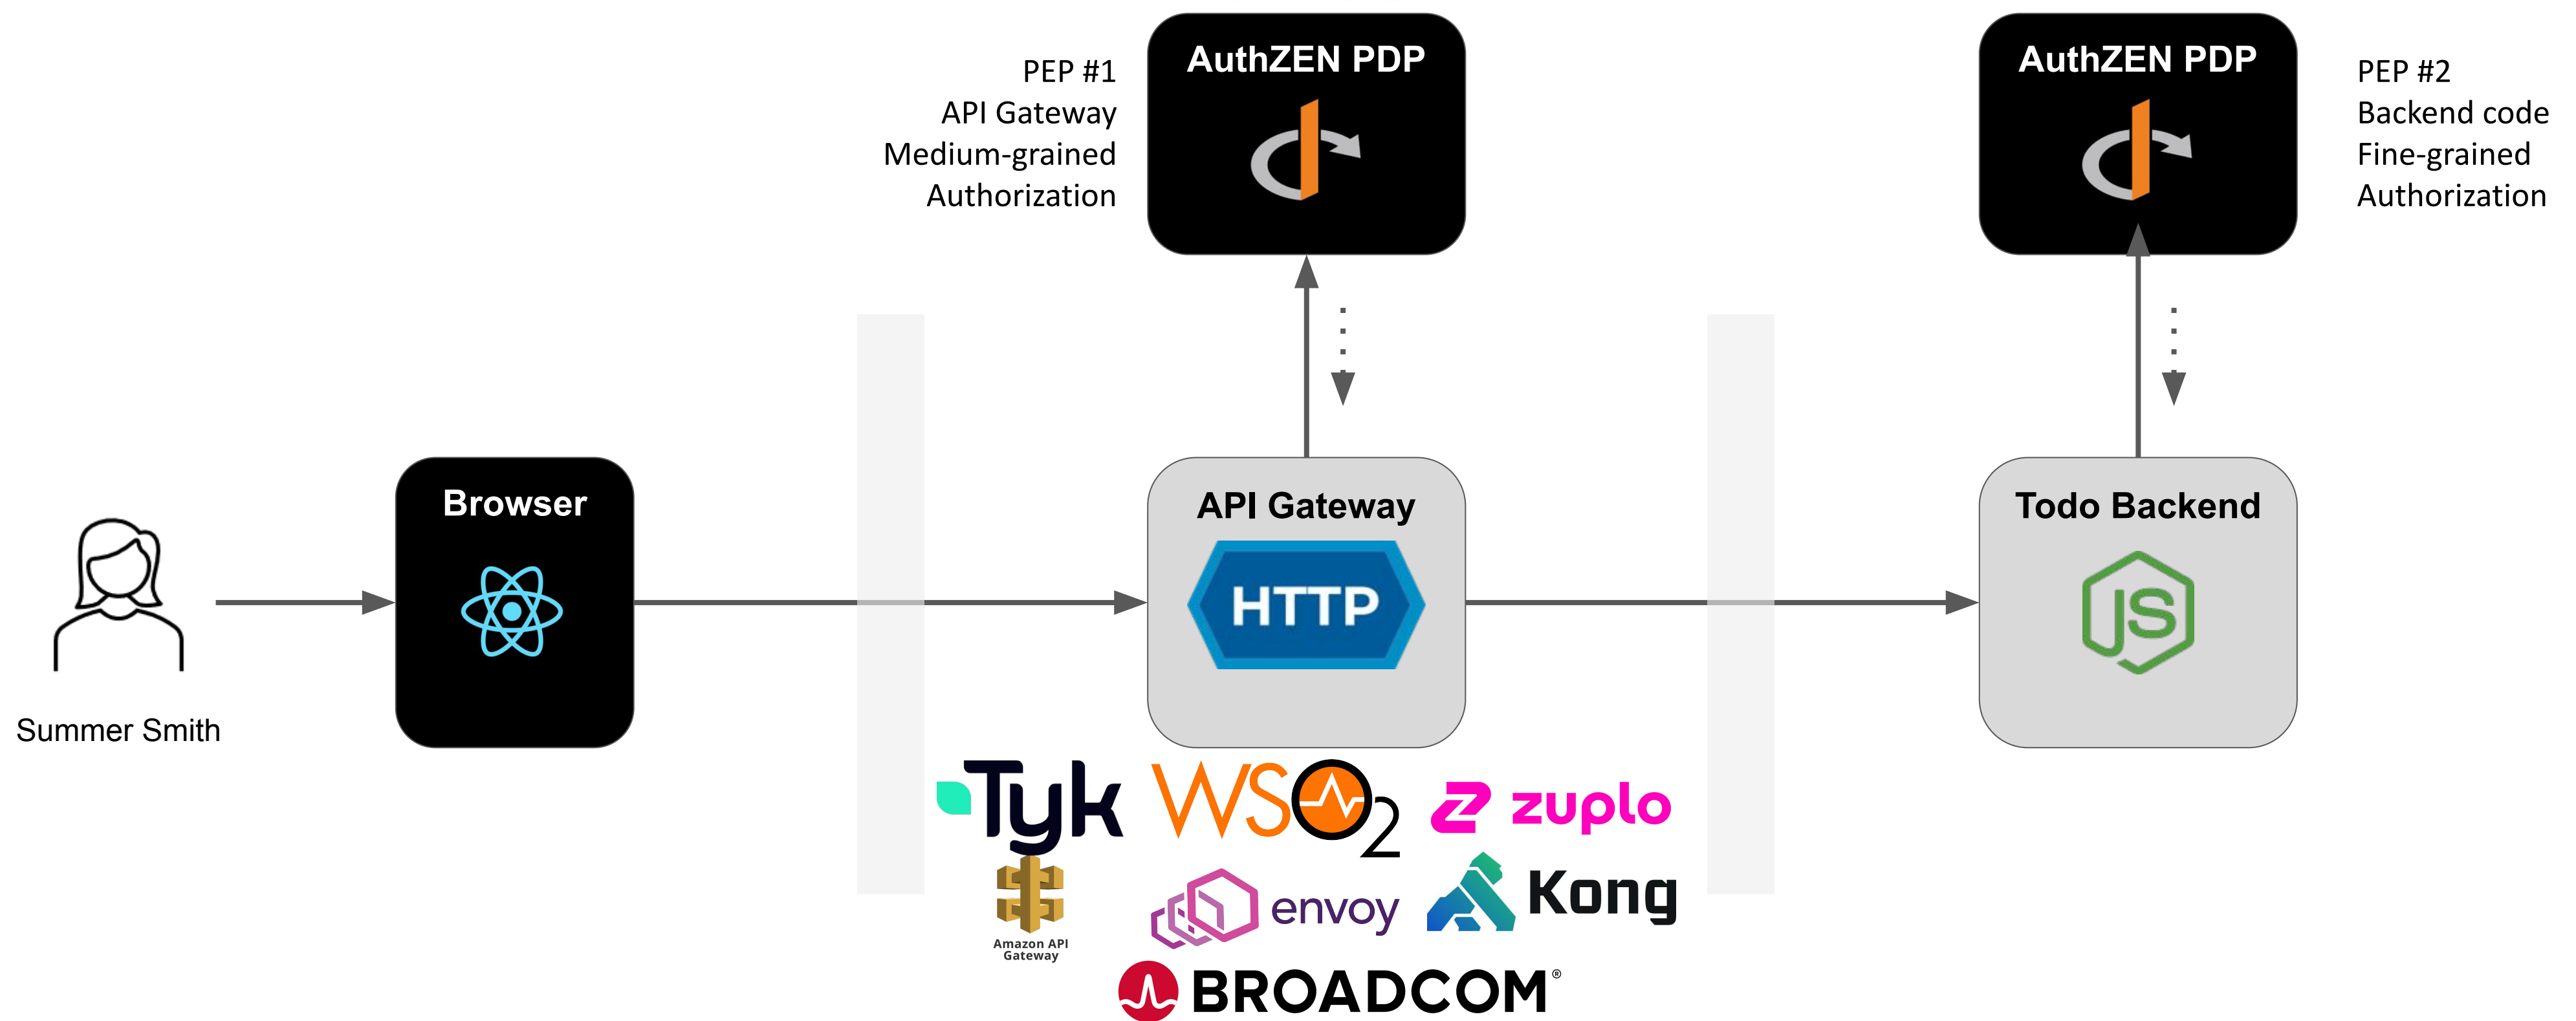 PEP #1
API Gateway
Medium-grained
Authorization
AuthZEN PDP
AuthZEN PDP
PEP #2
Backend code
Fine-grained
Authorization
Summer Smith
Browser
API Gateway
HTTP
Todo Backend
JS
Tyk
WSO2
zuplo
Amazon API
Gateway
envoy
Kong
BROADCOM®